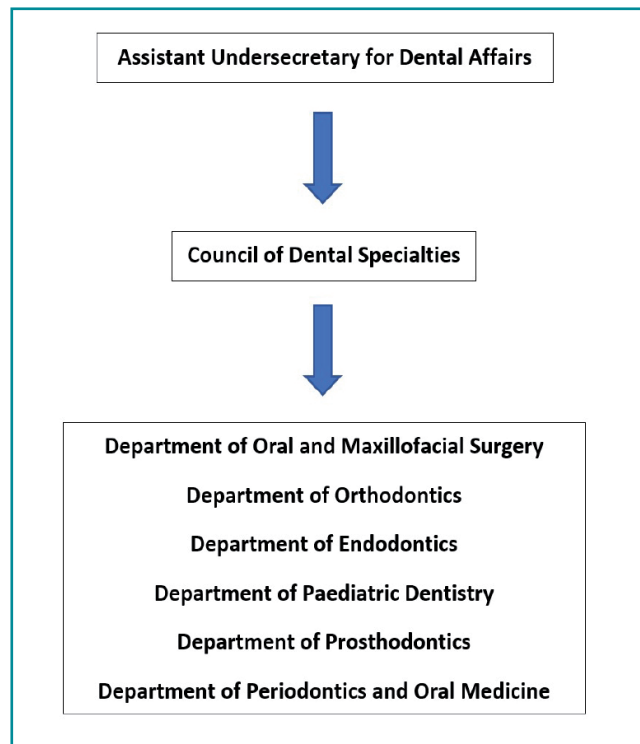 Assistant Undersecretary for Dental Affairs
Council of Dental Specialties
Department of Oral and Maxillofacial Surgery
Department of Orthodontics
Department of Endodontics
Department of Paediatric Dentistry
Department of Prosthodontics
Department of Periodontics and Oral Medicine